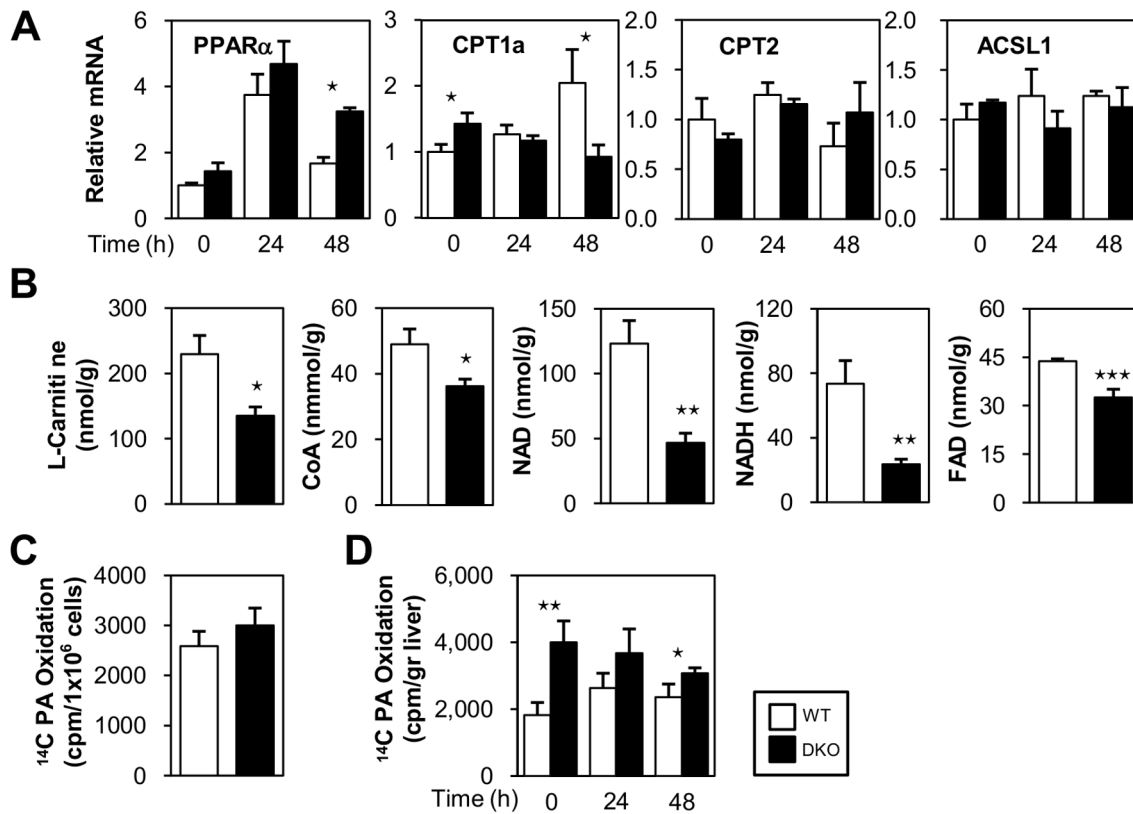 A
Relative mRNA
PPARα
6
4
2
0
CPT1a
3
2
1
0
CPT2
2.0
1.5
1.0
0.5
0.0
ACSL1
2.0
1.5
1.0
0.5
0.0
★
★
★
Time (h) 0 24 48
0 24 48
0 24 48
0 24 48
B
L-Carniti ne
(nmol/g)
300
200
100
0
★
CoA (nmmol/g)
60
40
20
0
★
NAD (nmol/g)
150
100
50
0
★★
NADH (nmol/g)
120
80
40
0
★★
FAD (nmol/g)
60
45
30
15
0
★★★
C
¹⁴C PA Oxidation
(cpm/1x10⁶ cells)
4000
3000
2000
1000
0
D
¹⁴C PA Oxidation
(cpm/gr liver)
6,000
4,000
2,000
0
★★
★
Time (h) 0 24 48
WT
DKO